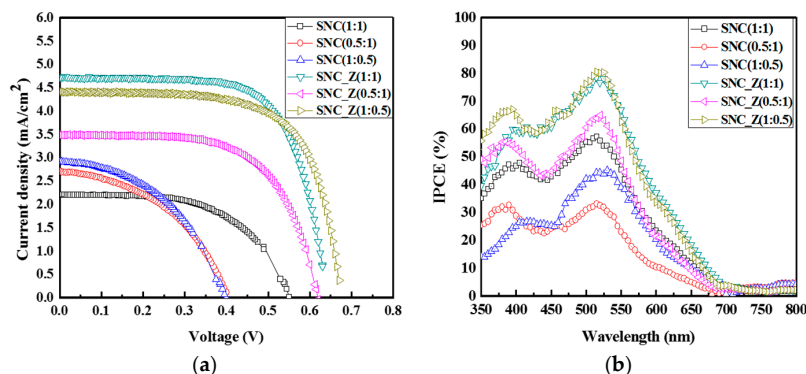 6.0
5.5
5.0
4.5
4.0
3.5
3.0
2.5
2.0
1.5
1.0
0.5
0.0
Current density (mA/cm²)
SNC(1:1)
SNC(0.5:1)
SNC(1:0.5)
SNC_Z(1:1)
SNC_Z(0.5:1)
SNC_Z(1:0.5)
0.0 0.1 0.2 0.3 0.4 0.5 0.6 0.7 0.8
Voltage (V)
(a)
100
90
80
70
60
50
40
30
20
10
0
IPCE (%)
SNC(1:1)
SNC(0.5:1)
SNC(1:0.5)
SNC_Z(1:1)
SNC_Z(0.5:1)
SNC_Z(1:0.5)
350 400 450 500 550 600 650 700 750 800
Wavelength (nm)
(b)